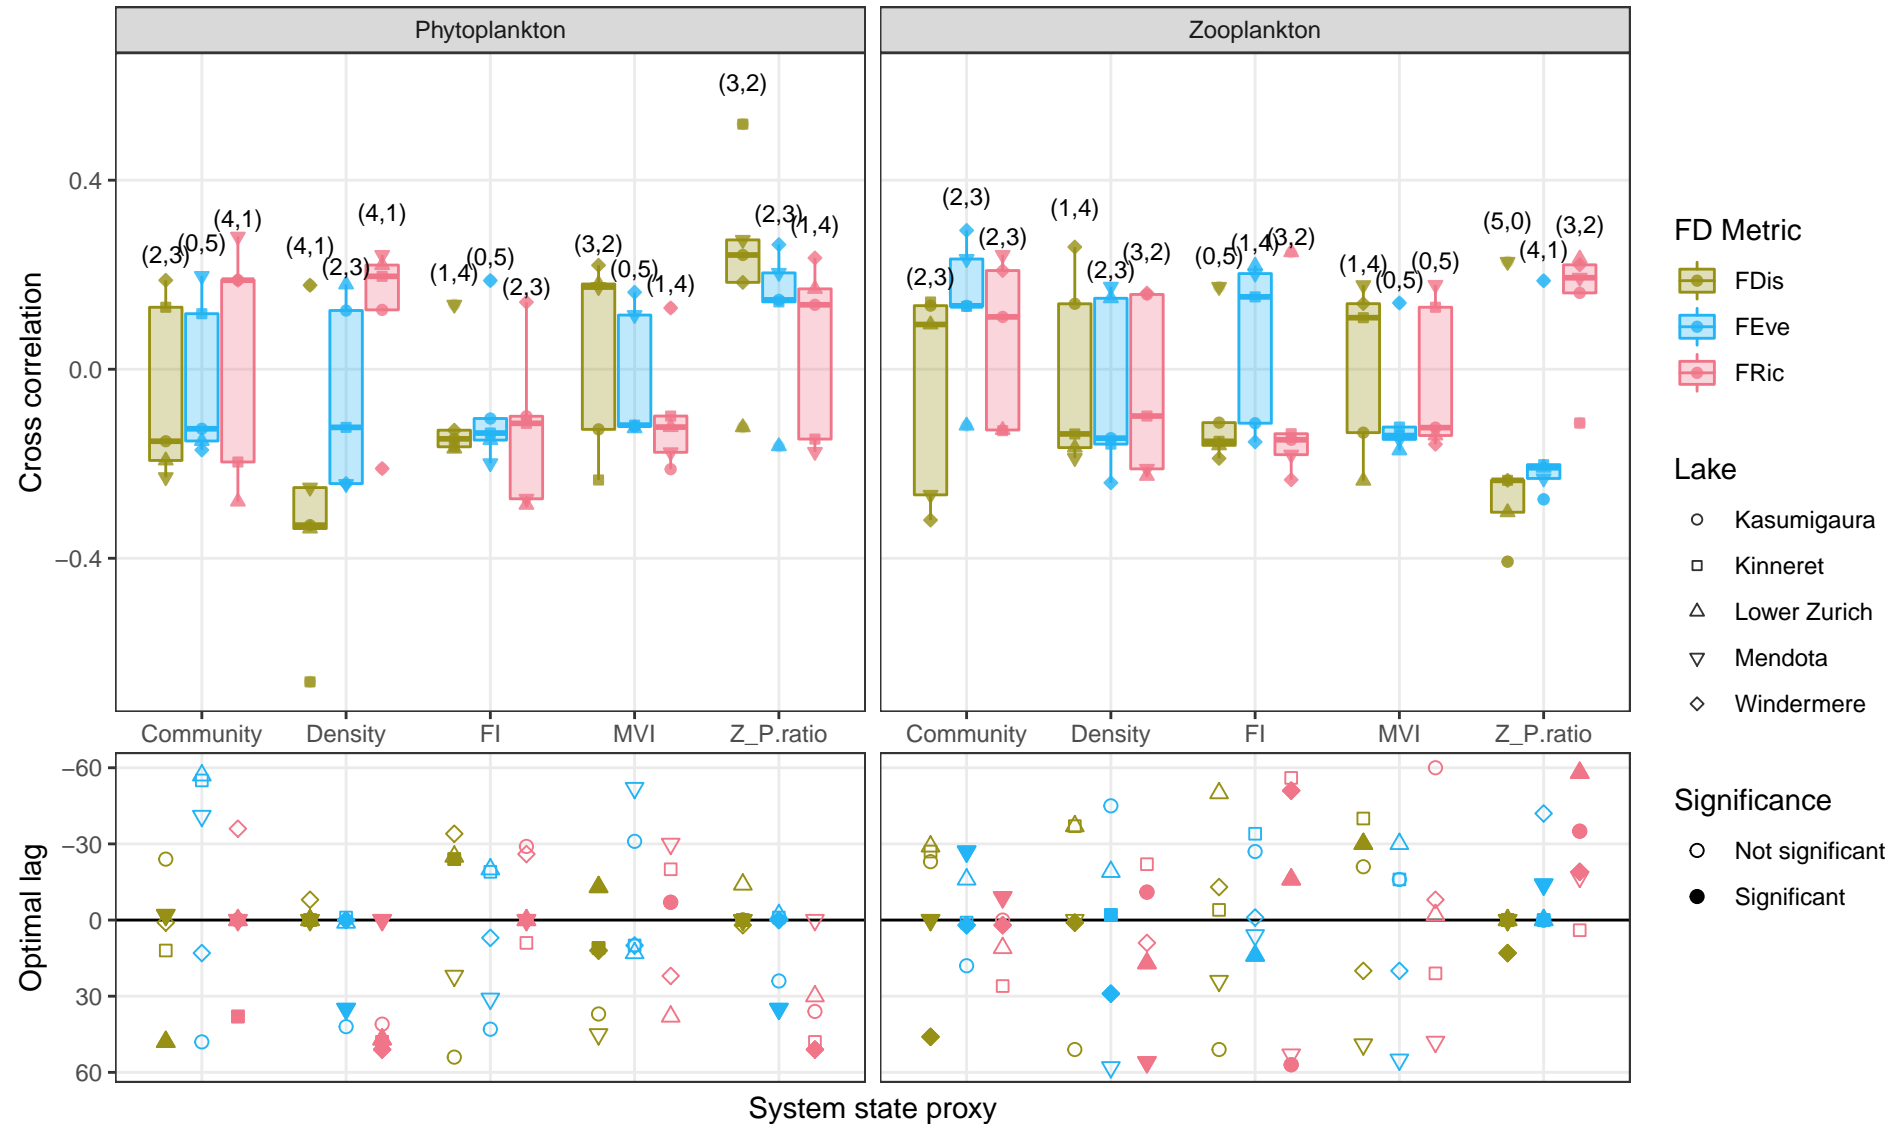 Phytoplankton
Zooplankton
Cross correlation
0.4
0.0
−0.4
(2,3)
(0,5)
(4,1)
(4,1)
(2,3)
(4,1)
(1,4)
(0,5)
(2,3)
(3,2)
(0,5)
(1,4)
(3,2)
(2,3)
(1,4)
(2,3)
(2,3)
(2,3)
(1,4)
(2,3)
(3,2)
(0,5)
(1,4)
(3,2)
(1,4)
(0,5)
(0,5)
(5,0)
(4,1)
(3,2)
Community Density FI MVI Z_P.ratio
Community Density FI MVI Z_P.ratio
Optimal lag
−60
−30
0
30
60
System state proxy
FD Metric
FDis
FEve
FRic
Lake
Kasumigaura
Kinneret
Lower Zurich
Mendota
Windermere
Significance
Not significant
Significant